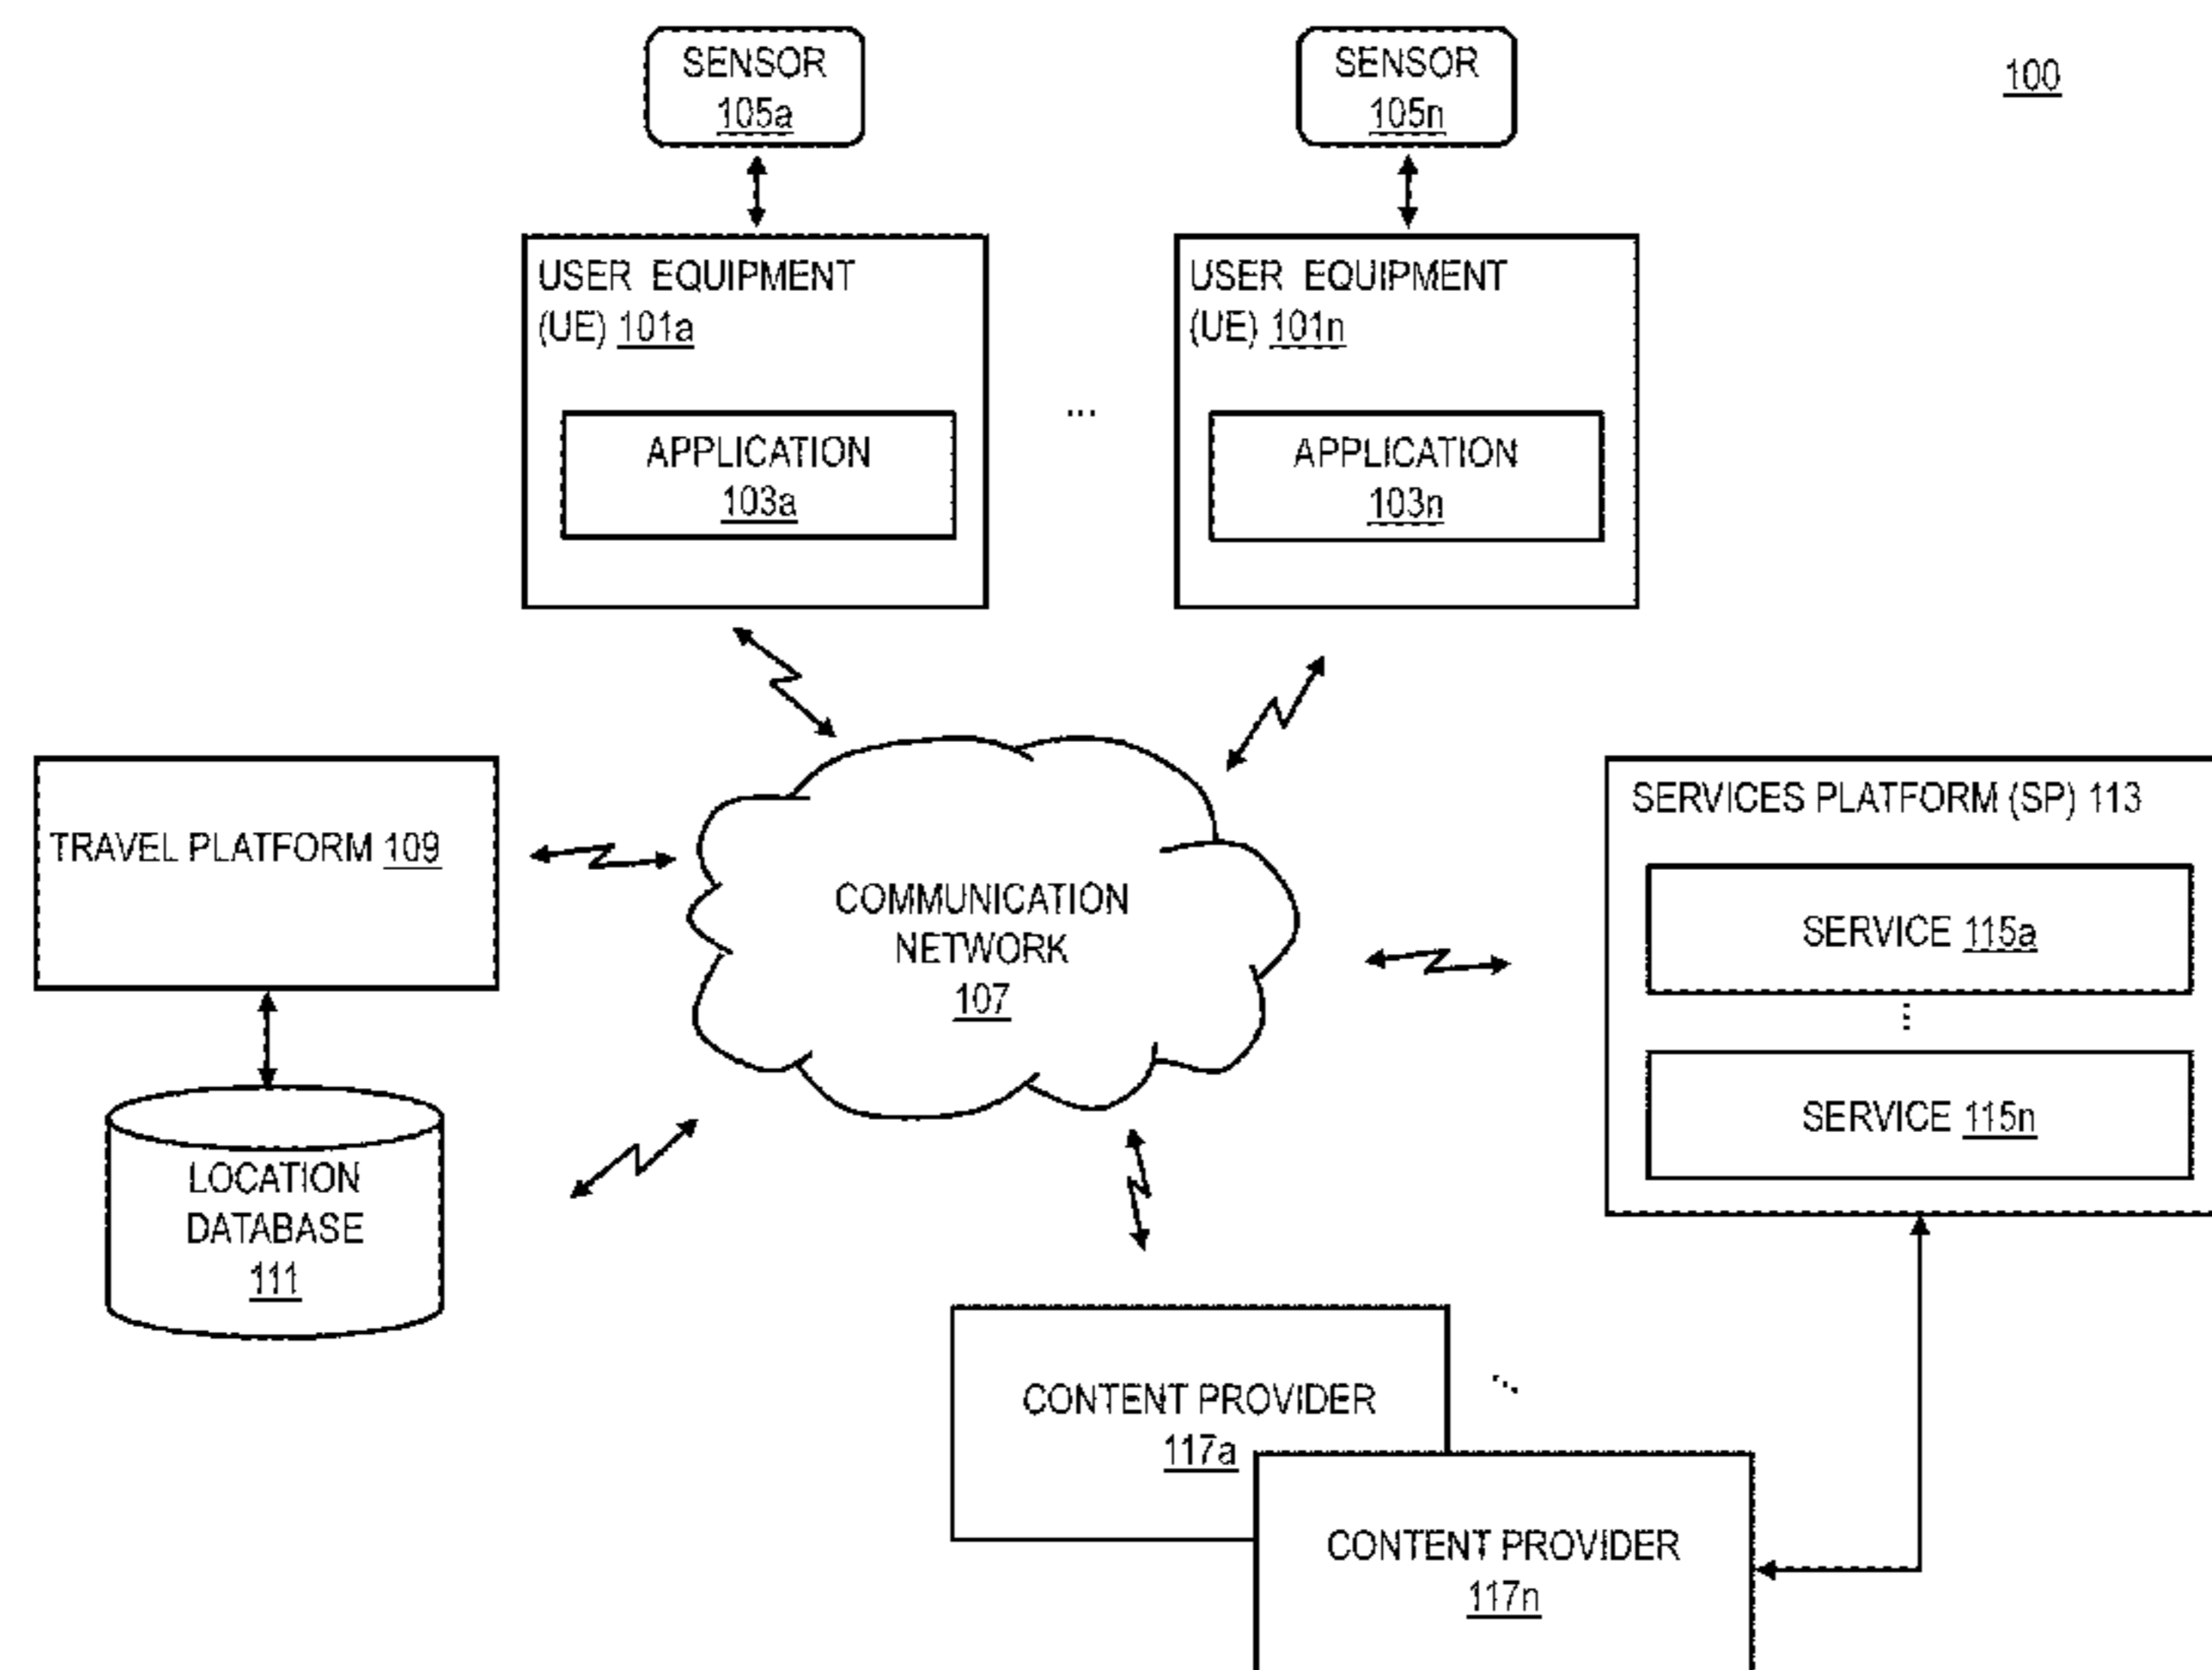 SENSOR
105a
SENSOR
105n
100
USER EQUIPMENT
(UE) 101a
USER EQUIPMENT
(UE) 101n
APPLICATION
103a
...
APPLICATION
103n
TRAVEL PLATFORM 109
COMMUNICATION
NETWORK
107
SERVICES PLATFORM (SP) 113
SERVICE 115a
...
SERVICE 115n
LOCATION
DATABASE
111
CONTENT PROVIDER
117a
...
CONTENT PROVIDER
117n